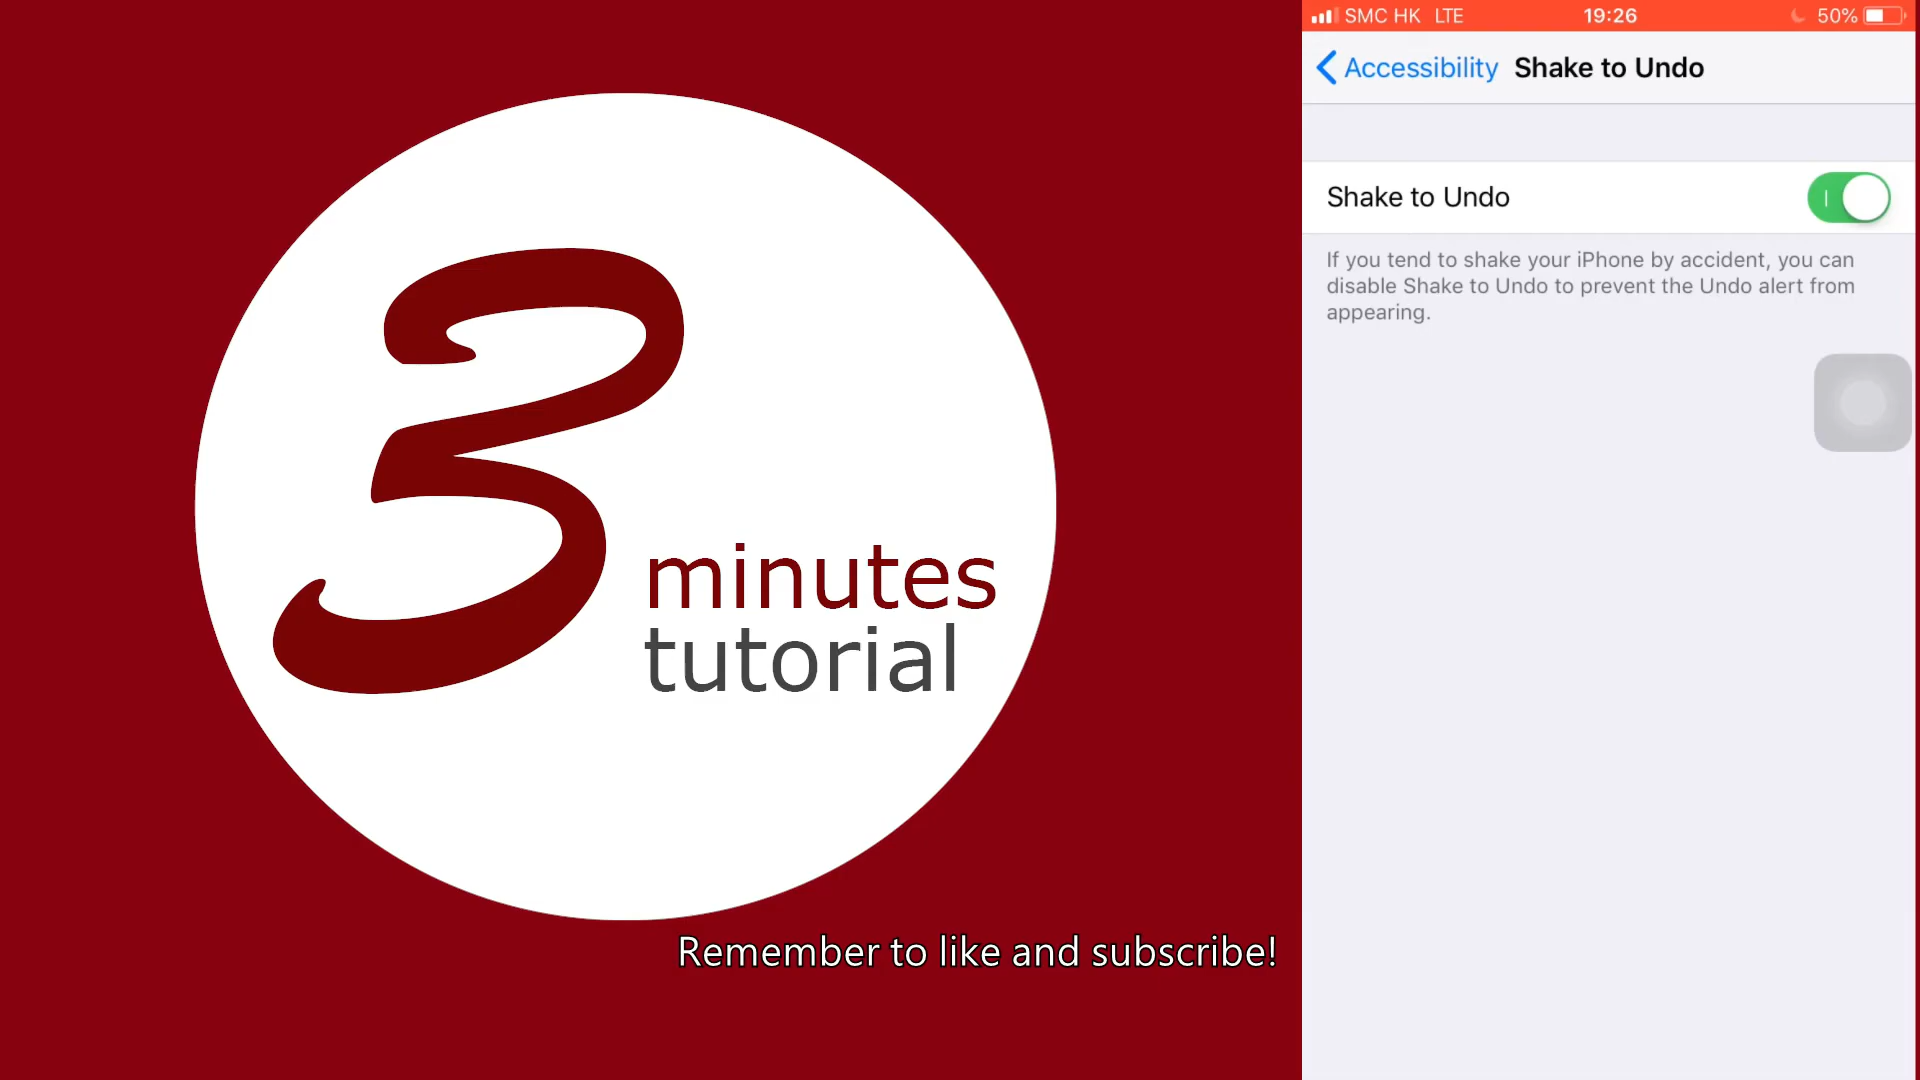 3
minutes
tutorial
Remember to like and subscribe!
SMC HK LTE 19:26 50%
Accessibility Shake to Undo
Shake to Undo
If you tend to shake your iPhone by accident, you can
disable Shake to Undo to prevent the Undo alert from
appearing.